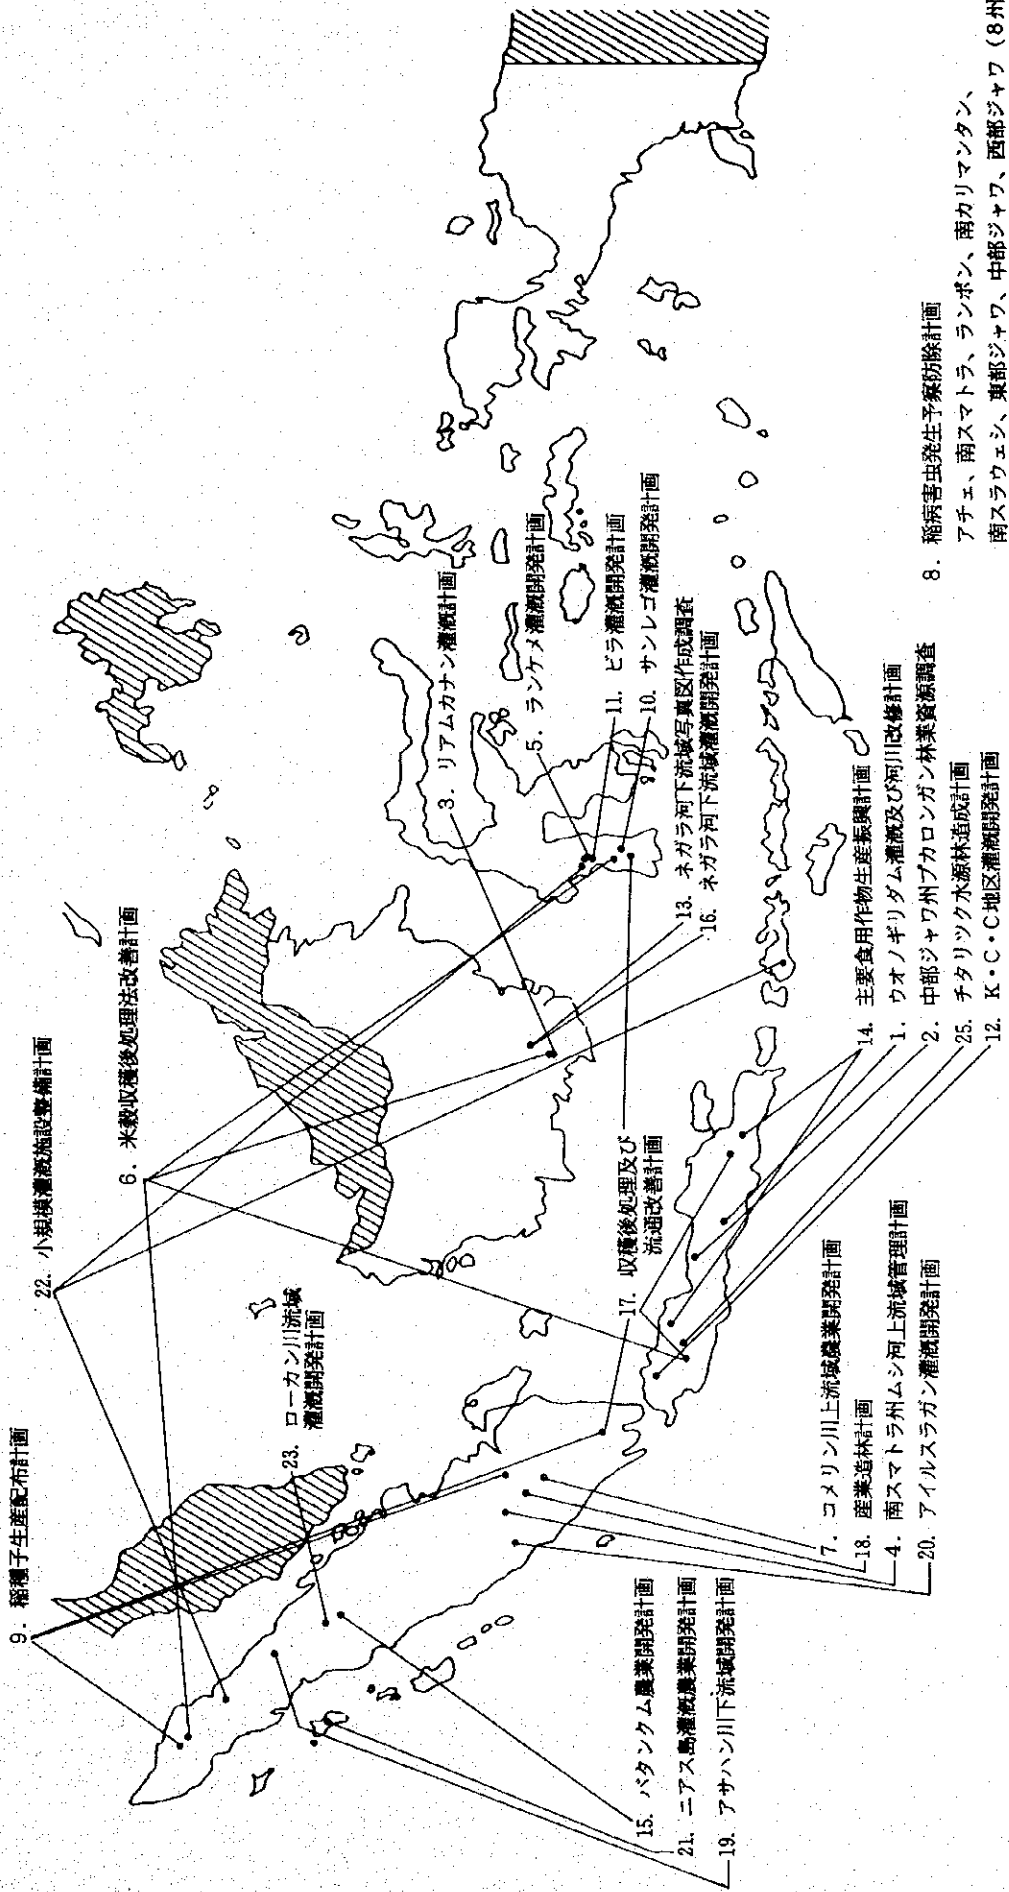 9. 稲種子生産配布計画
22. 小規模灌漑施設整備計画
6. 米穀収穫後処理法改善計画
23. ローカン川流域
灌漑開発計画
3. リアムカナン灌漑計画
5. ランケメ灌漑開発計画
11. ビラ灌漑開発計画
10. サンレゴ灌漑開発計画
13. ネガラ河下流域写真図作成調査
16. ネガラ河下流域灌漑開発計画
17. 収穫後処理及び
流通改善計画
15. パタンクム農業開発計画
21. ニアス島灌漑農業開発計画
19. アサハン川下流域開発計画
7. コメリン川上流域農業開発計画
18. 産業造林計画
4. 南スマトラ州ムシ河上流域管理計画
20. アイルスラガン灌漑開発計画
14. 主要食用作物生産振興計画
1. ウオノギリダム灌漑及び河川改修計画
2. 中部ジャワ州プカロンガン林業資源調査
25. チタリック水源林造成計画
12. K・C・C地区灌漑開発計画
8. 稲病害虫発生予察防除計画
アチェ、南スマトラ、ランポン、南カリマンタン、
南スラウェシ、東部ジャワ、中部ジャワ、西部ジャワ（8州